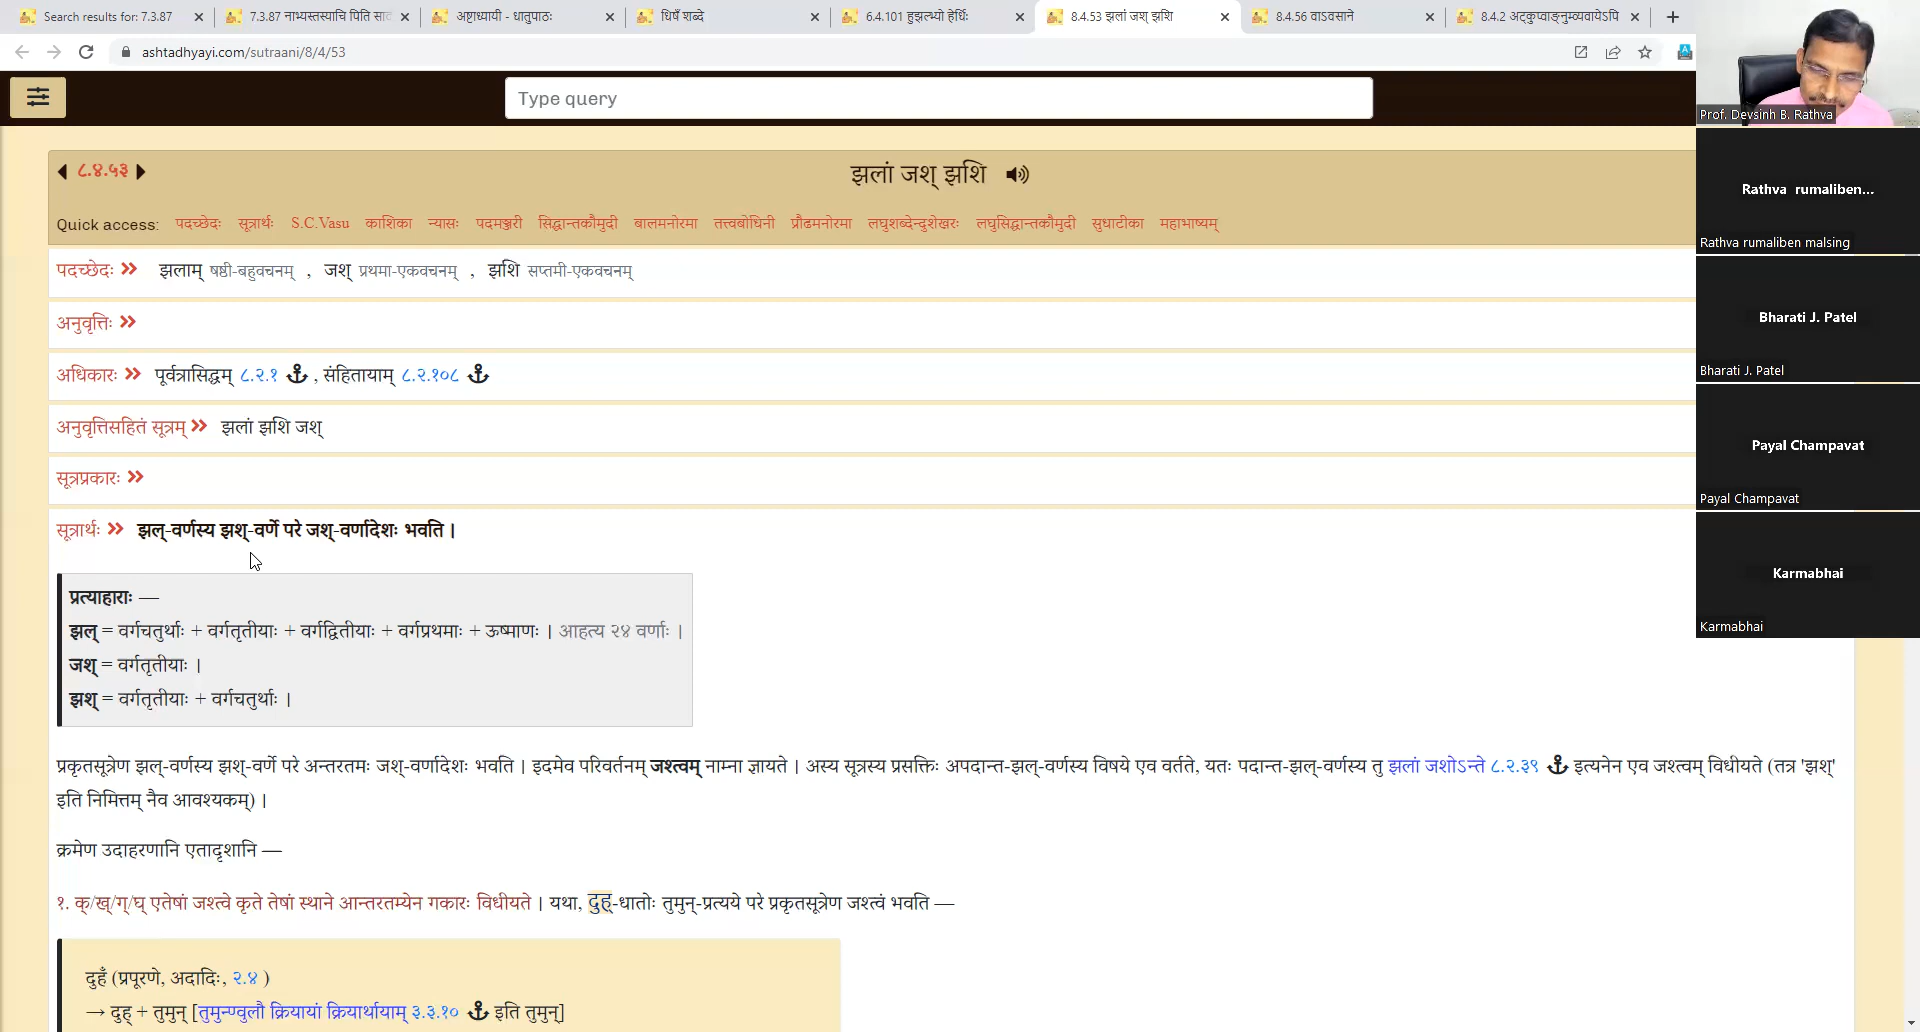 Search results for: 7.3.87
7.3.87 नाभ्यस्तस्याचि पिति सा
अष्टाध्यायी - धातुपाठः
धिषँ शब्दे
6.4.101 हुझल्भ्यो हेर्धिः
8.4.53 झलां जश् झशि
8.4.56 वाऽवसाने
8.4.2 अट्कुप्वाङ्नुम्व्यवायेऽपि
ashtadhyayi.com/sutraani/8/4/53
Type query
८.४.५३
झलां जश् झशि
Quick access: पदच्छेदः सूत्रार्थः S.C.Vasu काशिका न्यासः पदमञ्जरी सिद्धान्तकौमुदी बालमनोरमा तत्त्वबोधिनी प्रौढमनोरमा लघुशब्देन्दुशेखरः लघुसिद्धान्तकौमुदी सुधाटीका महाभाष्यम्
पदच्छेदः झलाम् षष्ठी-बहुवचनम् , जश् प्रथमा-एकवचनम् , झशि सप्तमी-एकवचनम्
अनुवृत्तिः
अधिकारः पूर्वत्रासिद्धम् ८.२.१ , संहितायाम् ८.२.१०८
अनुवृत्तिसहितं सूत्रम् झलां झशि जश्
सूत्रप्रकारः
सूत्रार्थः झल्-वर्णस्य झश्-वर्णे परे जश्-वर्णादेशः भवति ।
प्रत्याहाराः —
झल् = वर्गचतुर्थाः + वर्गतृतीयाः + वर्गद्वितीयाः + वर्गप्रथमाः + ऊष्माणः । आहत्य २४ वर्णाः ।
जश् = वर्गतृतीयाः ।
झश् = वर्गतृतीयाः + वर्गचतुर्थाः ।
प्रकृतसूत्रेण झल्-वर्णस्य झश्-वर्णे परे अन्तरतमः जश्-वर्णादेशः भवति । इदमेव परिवर्तनम् जश्त्वम् नाम्ना ज्ञायते । अस्य सूत्रस्य प्रसक्तिः अपदान्त-झल्-वर्णस्य विषये एव वर्तते, यतः पदान्त-झल्-वर्णस्य तु झलां जशोऽन्ते ८.२.३९ इत्यनेन एव जश्त्वम् विधीयते (तत्र 'झश्'
इति निमित्तम् नैव आवश्यकम्) ।
क्रमेण उदाहरणानि एतादृशानि —
१. क्/ख्/ग्/घ् एतेषां जश्त्वे कृते तेषां स्थाने आन्तरतम्येन गकारः विधीयते । यथा, दुह्-धातोः तुमुन्-प्रत्यये परे प्रकृतसूत्रेण जश्त्वं भवति —
दुहँ (प्रपूरणे, अदादिः, २.४ )
→ दुह् + तुमुन् [तुमुन्ण्वुलौ क्रियायां क्रियार्थायाम् ३.३.१० इति तुमुन्]
Prof. Devsinh B. Rathva
Rathva rumaliben...
Rathva rumaliben malsing
Bharati J. Patel
Bharati J. Patel
Payal Champavat
Payal Champavat
Karmabhai
Karmabhai